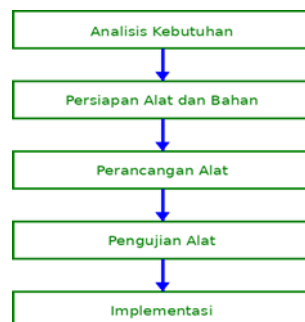 Analisis Kebutuhan
Persiapan Alat dan Bahan
Perancangan Alat
Pengujian Alat
Implementasi